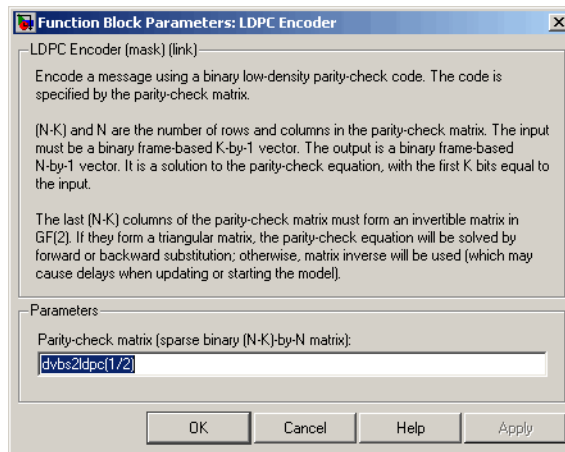 Function Block Parameters: LDPC Encoder
LDPC Encoder (mask) (link)
Encode a message using a binary low-density parity-check code. The code is
specified by the parity-check matrix.
(N-K) and N are the number of rows and columns in the parity-check matrix. The input
must be a binary frame-based K-by-1 vector. The output is a binary frame-based
N-by-1 vector. It is a solution to the parity-check equation, with the first K bits equal to
the input.
The last (N-K) columns of the parity-check matrix must form an invertible matrix in
GF(2). If they form a triangular matrix, the parity-check equation will be solved by
forward or backward substitution; otherwise, matrix inverse will be used (which may
cause delays when updating or starting the model).
Parameters
Parity-check matrix (sparse binary (N-K)-by-N matrix):
dvbs2ldpc(1/2)
OK Cancel Help Apply